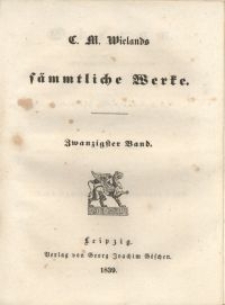 C. M. Wielands
sämmtliche Werke.
Zwanzigster Band.
Leipzig.
Verlag von Georg Joachim Göschen.
1839.